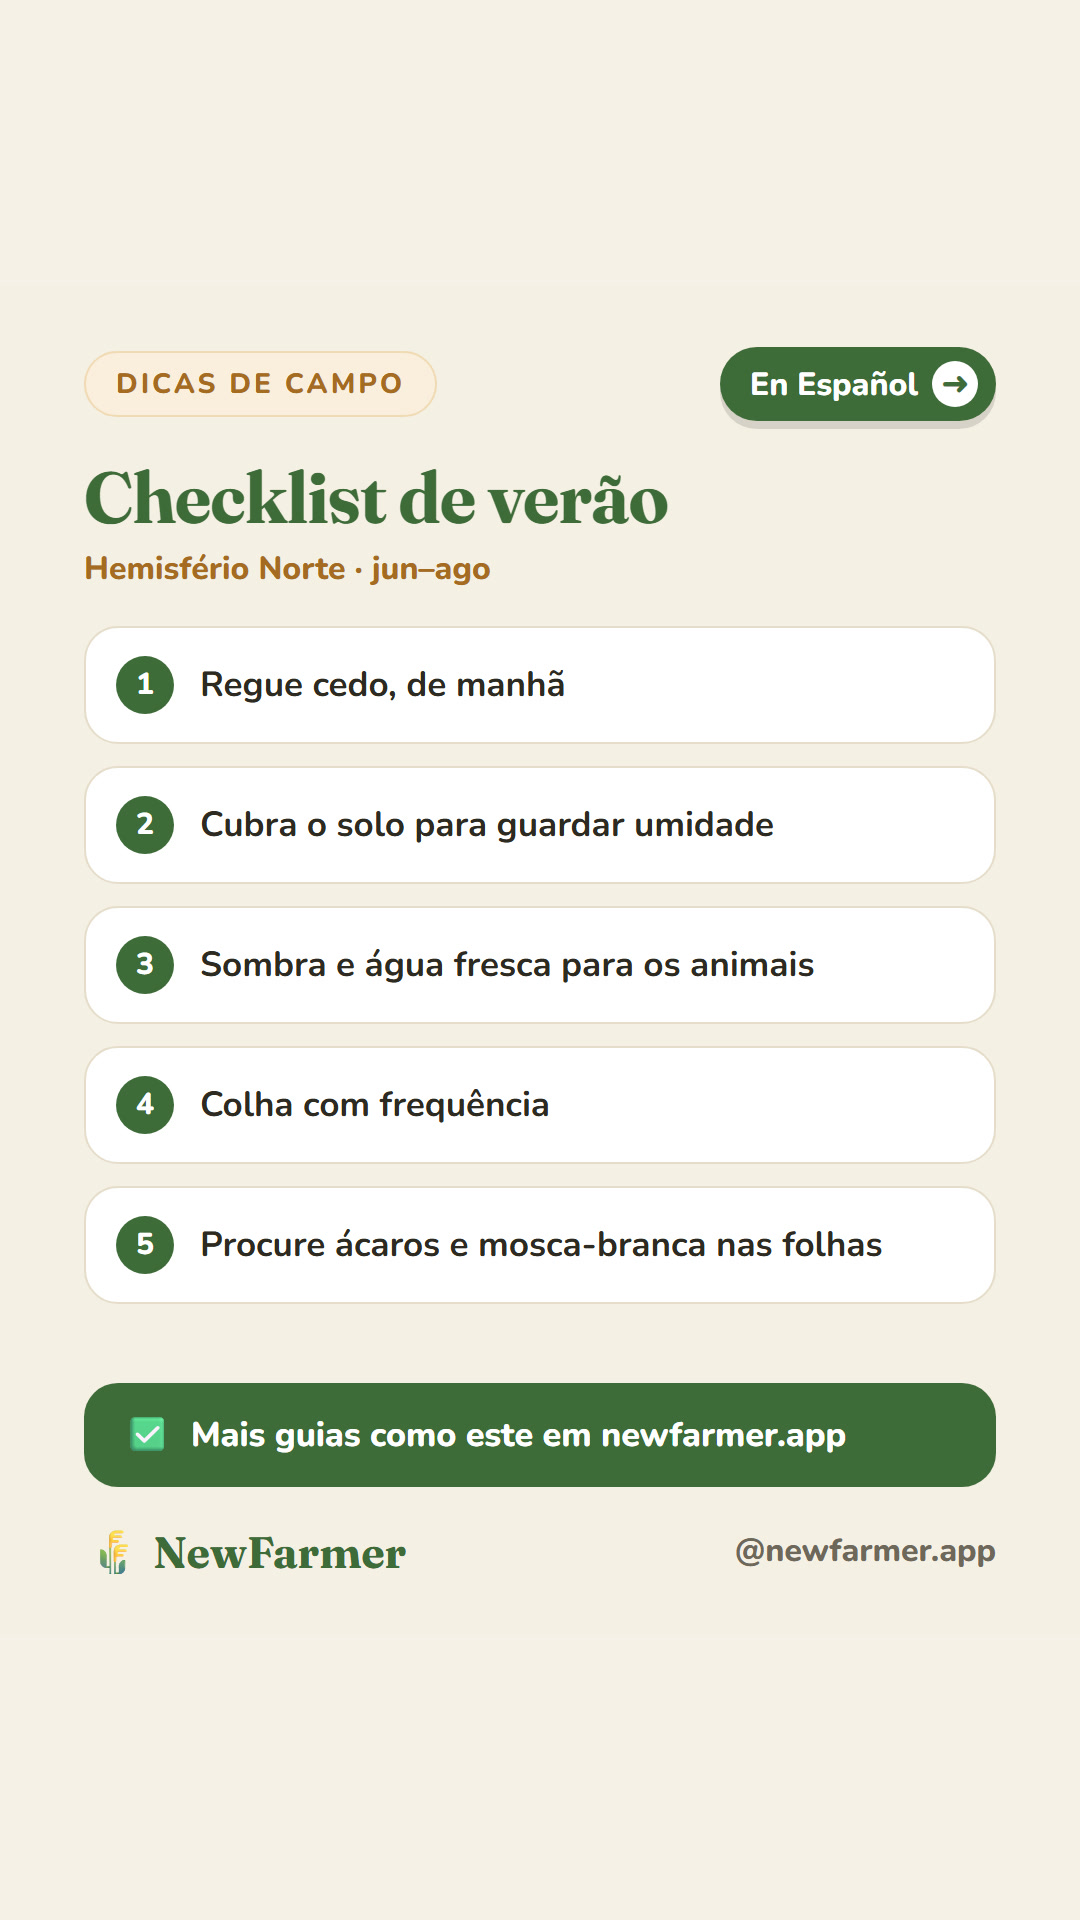 DICAS DE CAMPO
En Español
Checklist de verão
Hemisfério Norte · jun–ago
1 Regue cedo, de manhã
2 Cubra o solo para guardar umidade
3 Sombra e água fresca para os animais
4 Colha com frequência
5 Procure ácaros e mosca-branca nas folhas
Mais guias como este em newfarmer.app
NewFarmer
@newfarmer.app